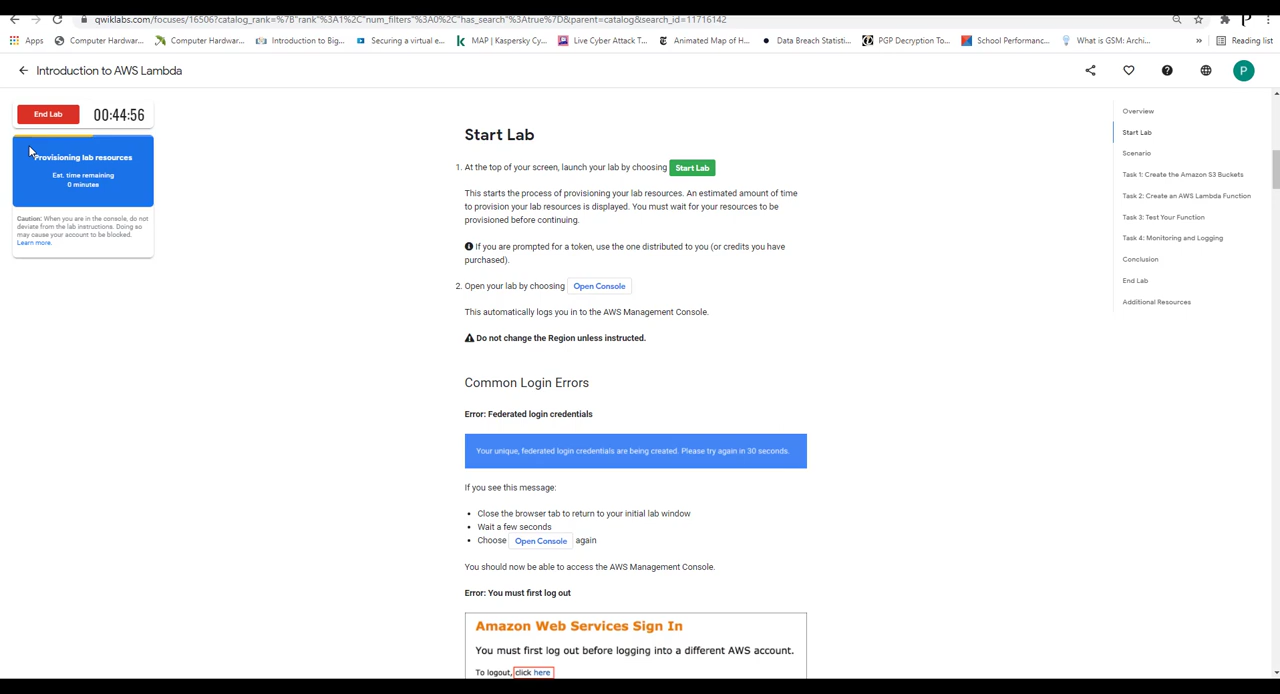 qwiklabs.com/focuses/16506?catalog_rank=%7B"rank"%3A1%2C"num_filters"%3A0%2C"has_search"%3Atrue%7D&parent=catalog&search_id=11716142
Apps Computer Hardwar... Computer Hardwar... Introduction to Big... Securing a virtual e... MAP | Kaspersky Cy... Live Cyber Attack T... Animated Map of H... Data Breach Statisti... PGP Decryption To... School Performanc... What is GSM: Archi... » Reading list
Introduction to AWS Lambda
P
End Lab 00:44:56
Provisioning lab resources
Est. time remaining
0 minutes
Caution: When you are in the console, do not
deviate from the lab instructions. Doing so
may cause your account to be blocked.
Learn more.
Start Lab
1. At the top of your screen, launch your lab by choosing Start Lab
This starts the process of provisioning your lab resources. An estimated amount of time
to provision your lab resources is displayed. You must wait for your resources to be
provisioned before continuing.
If you are prompted for a token, use the one distributed to you (or credits you have
purchased).
2. Open your lab by choosing Open Console
This automatically logs you in to the AWS Management Console.
Do not change the Region unless instructed.
Common Login Errors
Error: Federated login credentials
Your unique, federated login credentials are being created. Please try again in 30 seconds.
If you see this message:
• Close the browser tab to return to your initial lab window
• Wait a few seconds
• Choose Open Console again
You should now be able to access the AWS Management Console.
Error: You must first log out
Amazon Web Services Sign In
You must first log out before logging into a different AWS account.
To logout, click here
Overview
Start Lab
Scenario
Task 1: Create the Amazon S3 Buckets
Task 2: Create an AWS Lambda Function
Task 3: Test Your Function
Task 4: Monitoring and Logging
Conclusion
End Lab
Additional Resources